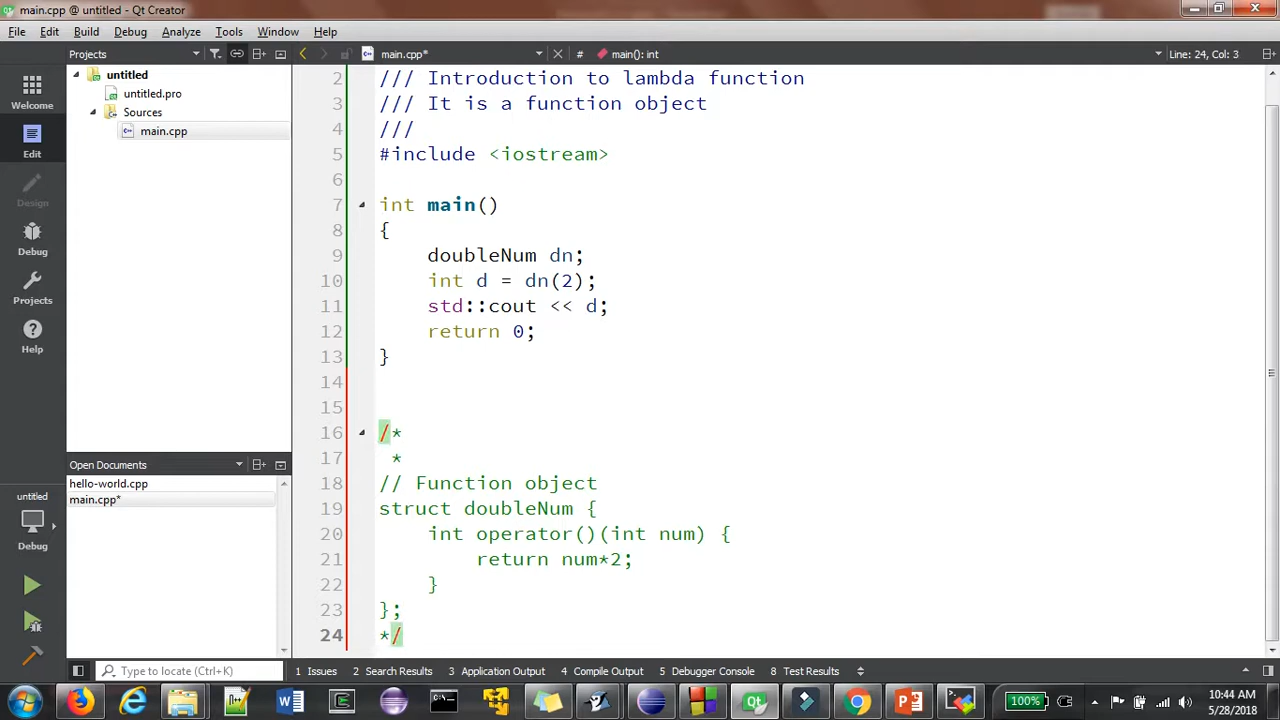 main.cpp @ untitled - Qt Creator
File Edit Build Debug Analyze Tools Window Help
Projects main.cpp* # main(): int Line: 24, Col: 3
Welcome
Edit
Design
Debug
Projects
Help
untitled
Debug
untitled
untitled.pro
Sources
main.cpp
Open Documents
hello-world.cpp
main.cpp*
2 /// Introduction to lambda function
3 /// It is a function object
4 ///
5 #include <iostream>
6
7 int main()
8 {
9 doubleNum dn;
10 int d = dn(2);
11 std::cout << d;
12 return 0;
13 }
14
15
16 /*
17 *
18 // Function object
19 struct doubleNum {
20 int operator()(int num) {
21 return num*2;
22 }
23 };
24 */
Type to locate (Ctrl+K) 1 Issues 2 Search Results 3 Application Output 4 Compile Output 5 Debugger Console 8 Test Results
100%
10:44 AM
5/28/2018